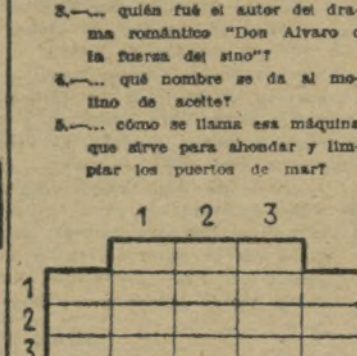 3.—... quién fué el autor del dra-
ma romántico "Don Alvaro o
la fuerza del sino"?
4.—... qué nombre se da al mo-
lino de aceite?
5.—... cómo se llama esa máquina
que sirve para ahondar y lim-
piar los puertos de mar?
1 2 3
1
2
3